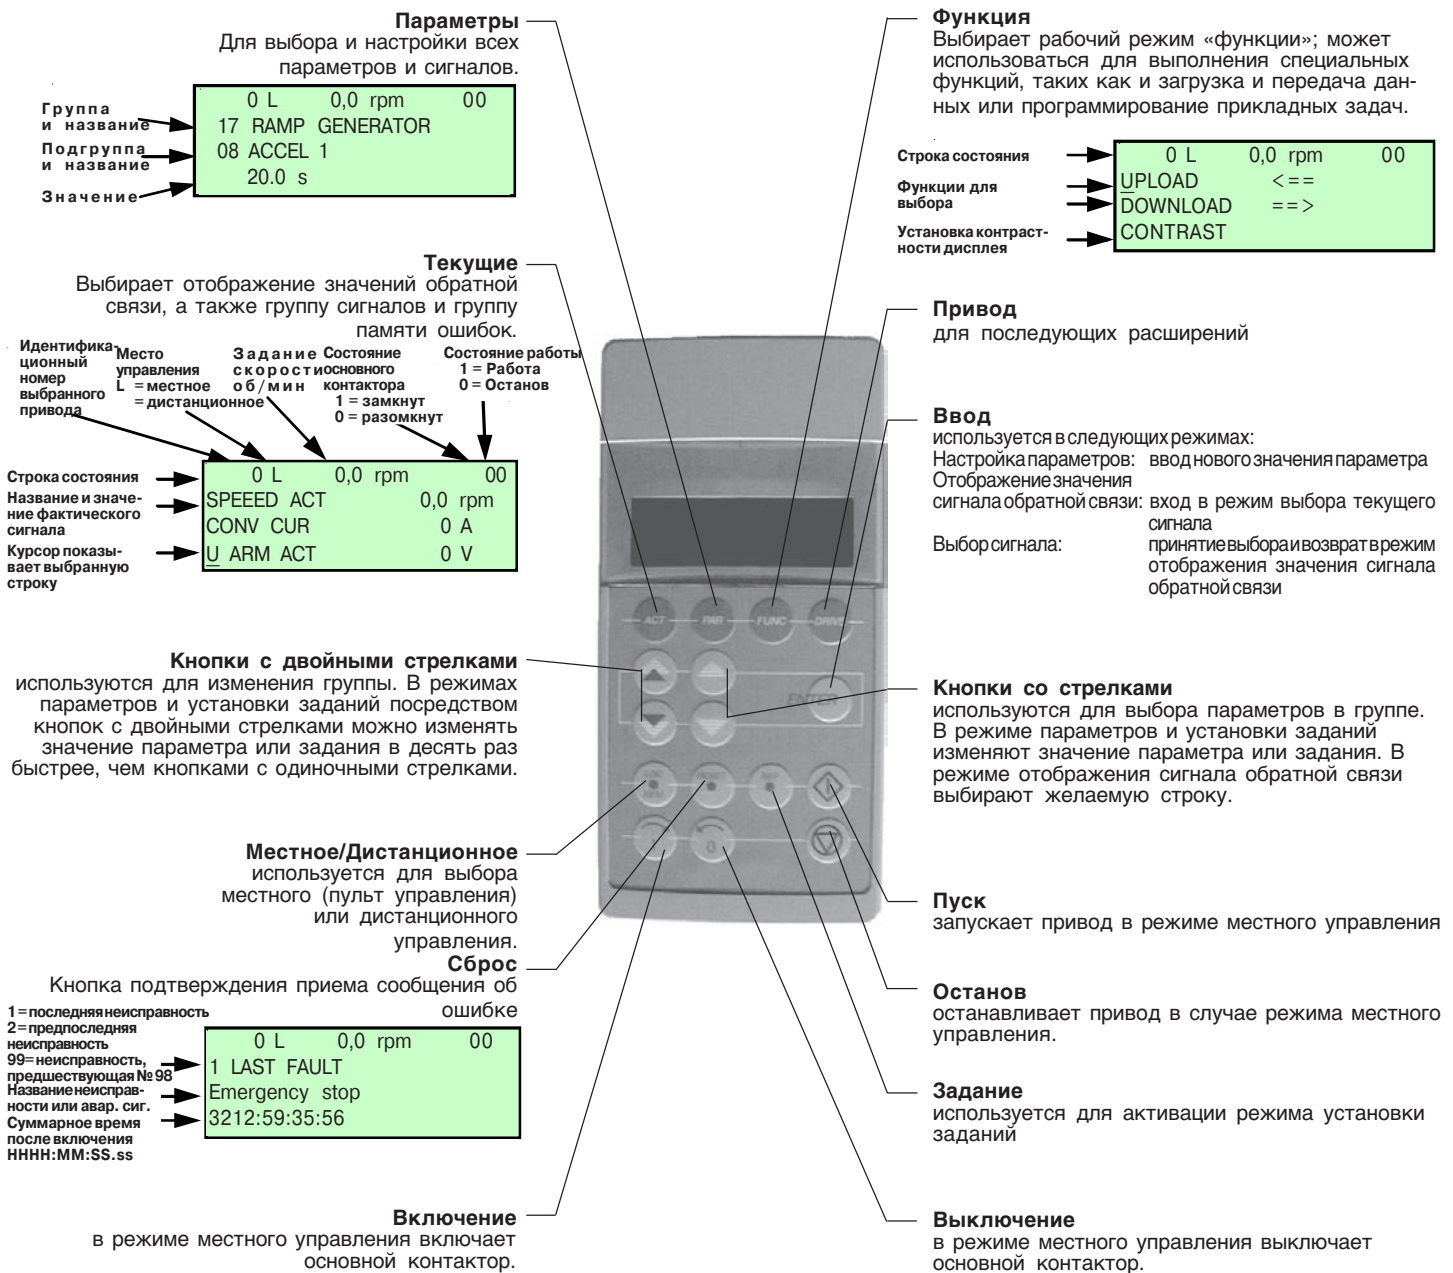 Параметры
Для выбора и настройки всех
параметров и сигналов.
Группа
и название
Подгруппа
и название
Значение
0 L 0,0 rpm 00
17 RAMP GENERATOR
08 ACCEL 1
20.0 s
Функция
Выбирает рабочий режим «функции»; может
использоваться для выполнения специальных
функций, таких как и загрузка и передача дан-
ных или программирование прикладных задач.
Строка состояния
Функции для
выбора
Установка контраст-
ности дисплея
0 L 0,0 rpm 00
UPLOAD <==
DOWNLOAD ==>
CONTRAST
Текущие
Выбирает отображение значений обратной
связи, а также группу сигналов и группу
памяти ошибок.
Идентифика-
ционный
номер
выбранного
привода
Место
управления
L = местное
= дистанционное
Задание
скорости
об/мин
Состояние
основного
контактора
1 = замкнут
0 = разомкнут
Состояние работы
1 = Работа
0 = Останов
Строка состояния
Название и значе-
ние фактического
сигнала
Курсор показы-
вает выбранную
строку
0 L 0,0 rpm 00
SPEEED ACT 0,0 rpm
CONV CUR 0 A
U ARM ACT 0 V
Привод
для последующих расширений
Ввод
используется в следующих режимах:
Настройка параметров: ввод нового значения параметра
Отображение значения
сигнала обратной связи: вход в режим выбора текущего
сигнала
Выбор сигнала: принятие выбора и возврат в режим
отображения значения сигнала
обратной связи
ACT PAR FUNC DRIVE
ENTER
LOC
REM
RESET
REF
I
0
Кнопки с двойными стрелками
используются для изменения группы. В режимах
параметров и установки заданий посредством
кнопок с двойными стрелками можно изменять
значение параметра или задания в десять раз
быстрее, чем кнопками с одиночными стрелками.
Кнопки со стрелками
используются для выбора параметров в группе.
В режиме параметров и установки заданий
изменяют значение параметра или задания. В
режиме отображения сигнала обратной связи
выбирают желаемую строку.
Местное/Дистанционное
используется для выбора
местного (пульт управления)
или дистанционного
управления.
Сброс
Кнопка подтверждения приема сообщения об
ошибке
1=последняя неисправность
2=предпоследняя
неисправность
99=неисправность,
предшествующая № 98
Название неисправ-
ности или авар. сиг.
Суммарное время
после включения
HHHH:MM:SS.ss
0 L 0,0 rpm 00
1 LAST FAULT
Emergency stop
3212:59:35:56
Пуск
запускает привод в режиме местного управления
Останов
останавливает привод в случае режима местного
управления.
Задание
используется для активации режима установки
заданий
Включение
в режиме местного управления включает
основной контактор.
Выключение
в режиме местного управления выключает
основной контактор.